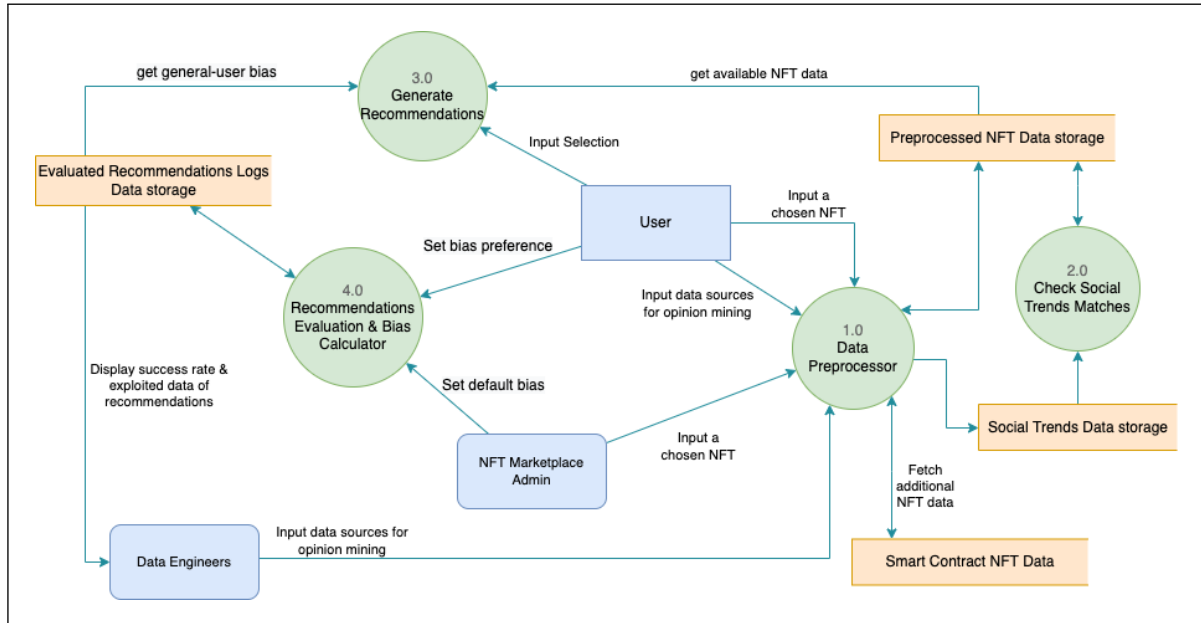 get general-user bias
3.0
Generate
Recommendations
get available NFT data
Input Selection
Preprocessed NFT Data storage
Evaluated Recommendations Logs
Data storage
User
Input a
chosen NFT
Set bias preference
2.0
Check Social
Trends Matches
4.0
Recommendations
Evaluation & Bias
Calculator
Input data sources
for opinion mining
1.0
Data
Preprocessor
Display success rate &
exploited data of
recommendations
Set default bias
Social Trends Data storage
NFT Marketplace
Admin
Input a
chosen NFT
Fetch
additional
NFT data
Data Engineers
Input data sources for
opinion mining
Smart Contract NFT Data